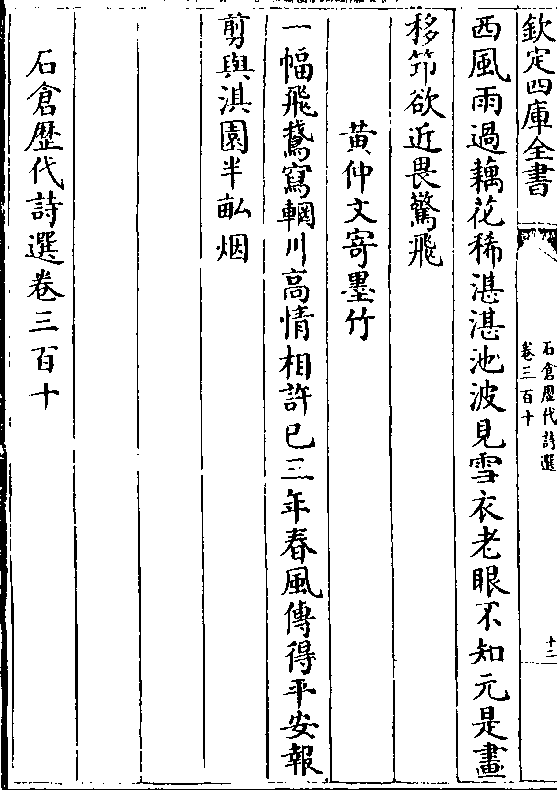 欽定四庫全書
石倉歷代詩選
卷三百十
十二
西風雨過藕花稀湛湛池波見雪衣老眼不知元是畫
移笻欲近畏驚飛
黄仲文寄墨竹
一幅飛鵞寫輞川高情相許已三年春風傳得平安報
剪與淇園半畝烟
石倉歴代詩選卷三百十